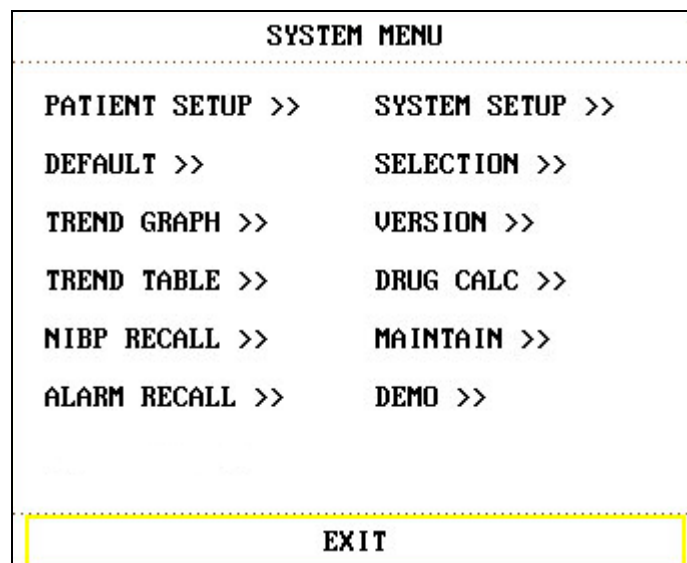 SYSTEM MENU
PATIENT SETUP >> SYSTEM SETUP >>
DEFAULT >> SELECTION >>
TREND GRAPH >> VERSION >>
TREND TABLE >> DRUG CALC >>
NIBP RECALL >> MAINTAIN >>
ALARM RECALL >> DEMO >>
EXIT